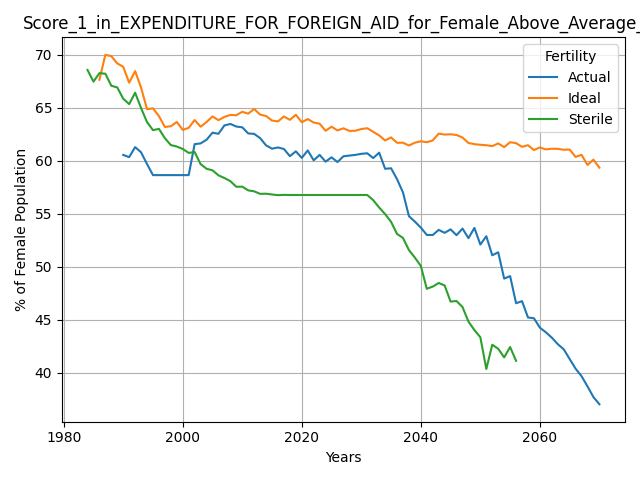 Score_1_in_EXPENDITURE_FOR_FOREIGN_AID_for_Female_Above_Average_
Fertility
Actual
Ideal
Sterile
70
65
60
55
50
45
40
% of Female Population
1980
2000
2020
2040
2060
Years